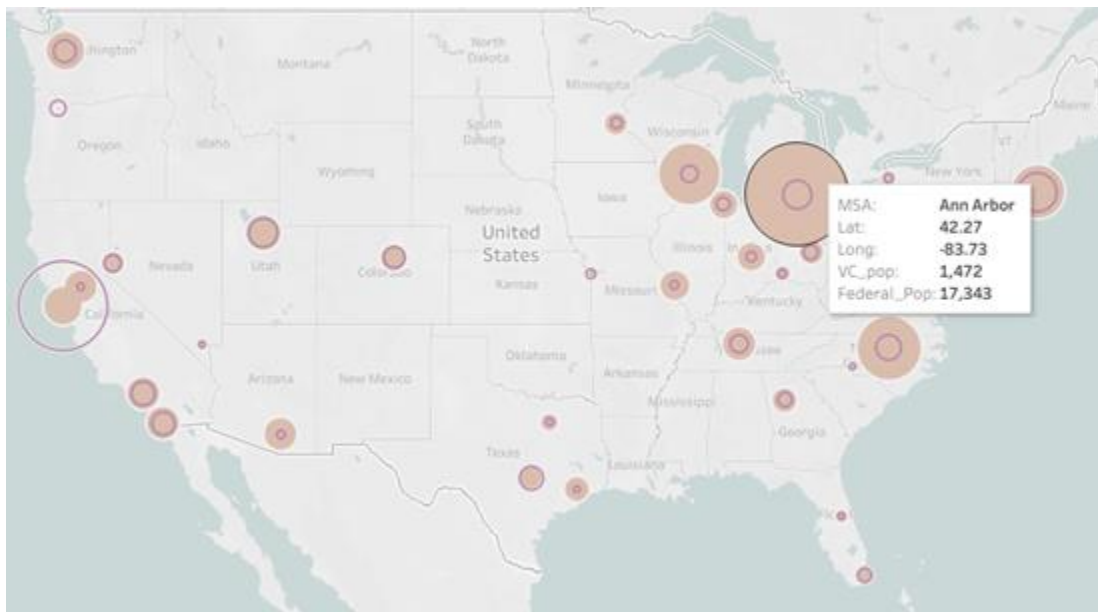 North
Dakota
Montana
Minnesota
Maine
South
Dakota
Wisconsin
VT
Oregon
Idaho
New York
Wyoming
Iowa
Nebraska
United
States
Nevada
Utah
Illinois
Kansas
Missouri
Kentucky
California
Oklahoma
Arkansas
Arizona
New Mexico
Mississippi
Georgia
Texas
Louisiana
MSA: Ann Arbor
Lat: 42.27
Long: -83.73
VC_pop: 1,472
Federal_Pop: 17,343